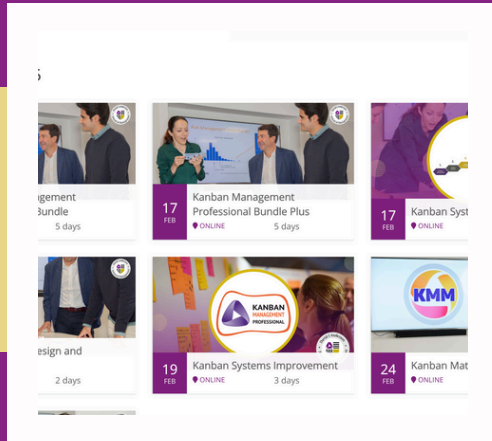 gement
Bundle
5 days
17
FEB
Kanban Management
Professional Bundle Plus
ONLINE
5 days
17
FEB
Kanban Syst
ONLINE
esign and
2 days
KANBAN
MANAGEMENT
PROFESSIONAL
19
FEB
Kanban Systems Improvement
ONLINE
3 days
KMM
24
FEB
Kanban Mat
ONLINE